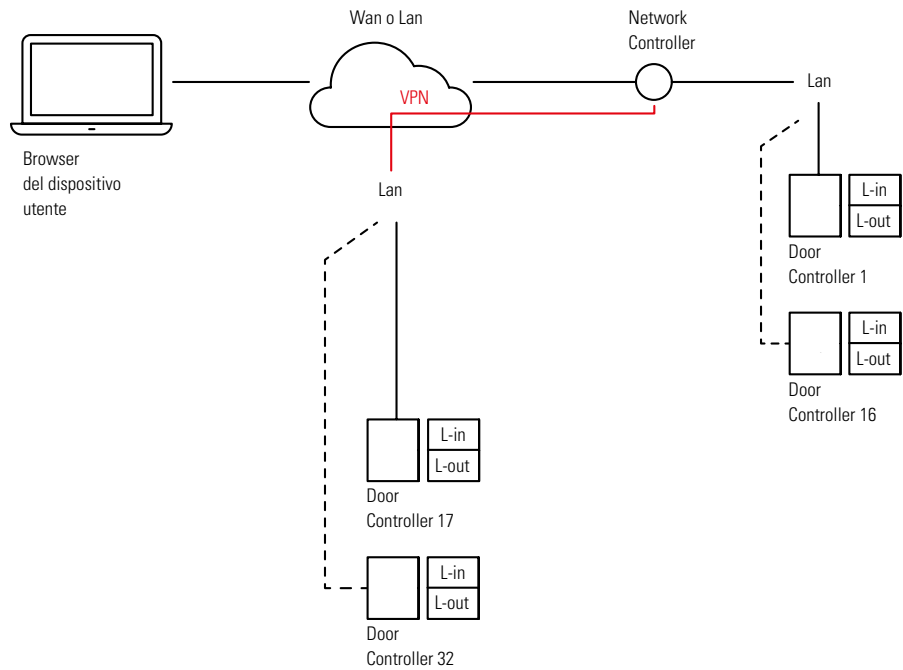 Wan o Lan
Network
Controller
VPN
Lan
Browser
del dispositivo
utente
Lan
L-in
L-out
Door
Controller 1
L-in
L-out
Door
Controller 16
L-in
L-out
Door
Controller 17
L-in
L-out
Door
Controller 32